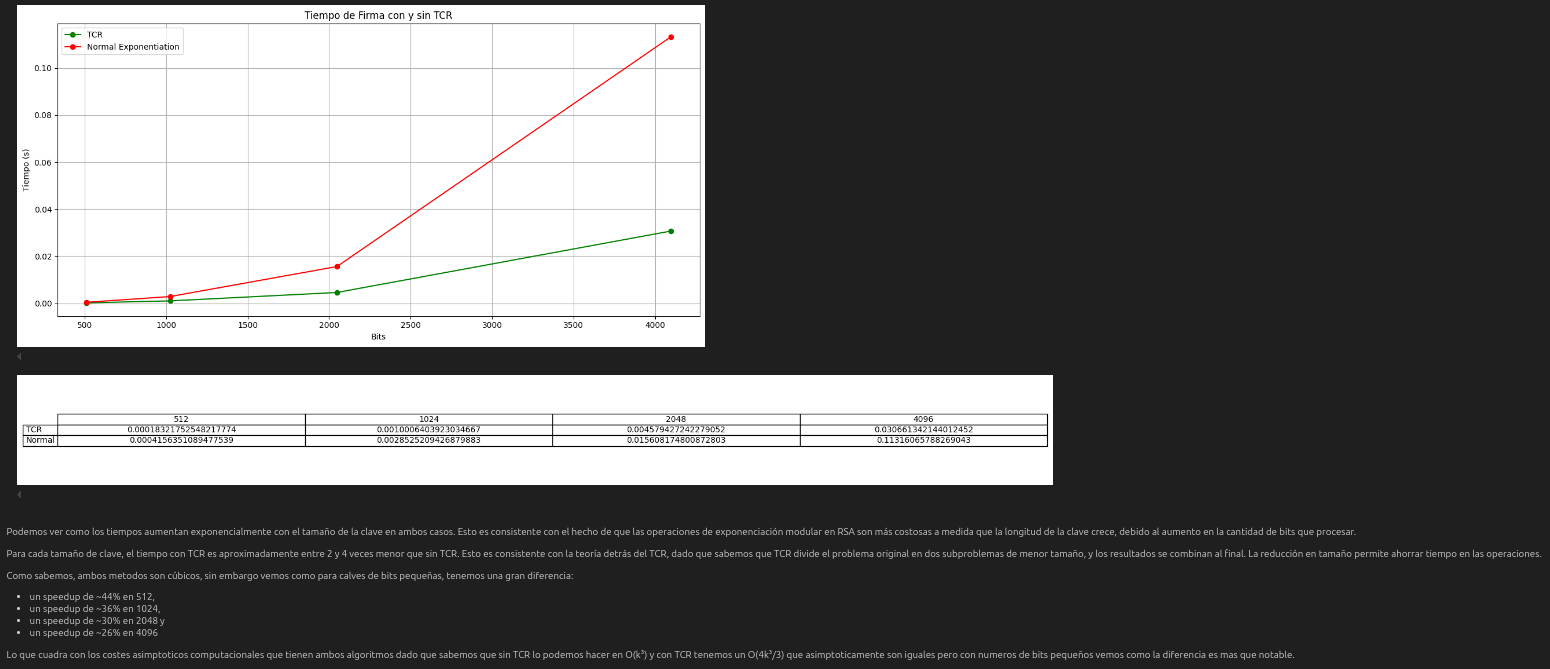 Tiempo de Firma con y sin TCR
TCR
Normal Exponentiation
0.10
0.08
0.06
0.04
0.02
0.00
Tiempo (s)
500 1000 1500 2000 2500 3000 3500 4000
Bits
512 1024 2048 4096
TCR 0.00018321752548217774 0.0010006403923034667 0.004579427242279052 0.030661342144012452
Normal 0.0004156351089477539 0.0028525209426879883 0.015608174800872803 0.11316065788269043
Podemos ver como los tiempos aumentan exponencialmente con el tamaño de la clave en ambos casos. Esto es consistente con el hecho de que las operaciones de exponenciación modular en RSA son más costosas a medida que la longitud de la clave crece, debido al aumento en la cantidad de bits que procesar.
Para cada tamaño de clave, el tiempo con TCR es aproximadamente entre 2 y 4 veces menor que sin TCR. Esto es consistente con la teoría detrás del TCR, dado que sabemos que TCR divide el problema original en dos subproblemas de menor tamaño, y los resultados se combinan al final. La reducción en tamaño permite ahorrar tiempo en las operaciones.
Como sabemos, ambos metodos son cúbicos, sin embargo vemos como para calves de bits pequeñas, tenemos una gran diferencia:
• un speedup de ~44% en 512,
• un speedup de ~36% en 1024,
• un speedup de ~30% en 2048 y
• un speedup de ~26% en 4096
Lo que cuadra con los costes asimptoticos computacionales que tienen ambos algoritmos dado que sabemos que sin TCR lo podemos hacer en O(k³) y con TCR tenemos un O(4k³/3) que asimptoticamente son iguales pero con numeros de bits pequeños vemos como la diferencia es mas que notable.